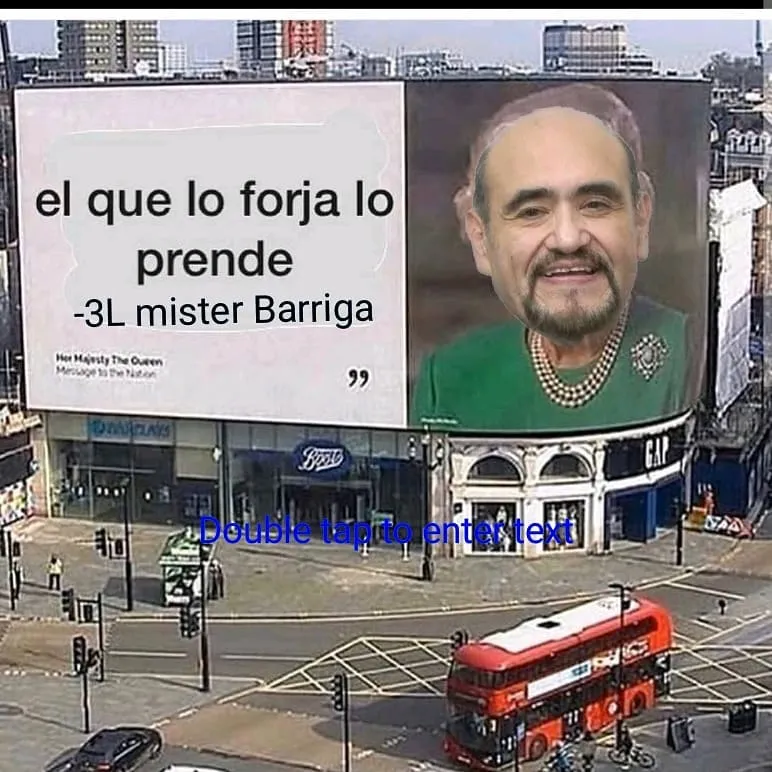 el que lo forja lo
prende
-3L mister Barriga
Her Majesty The Queen
Message to the Nation
”
BARCLAYS
Boots
GAP
Double tap to enter text